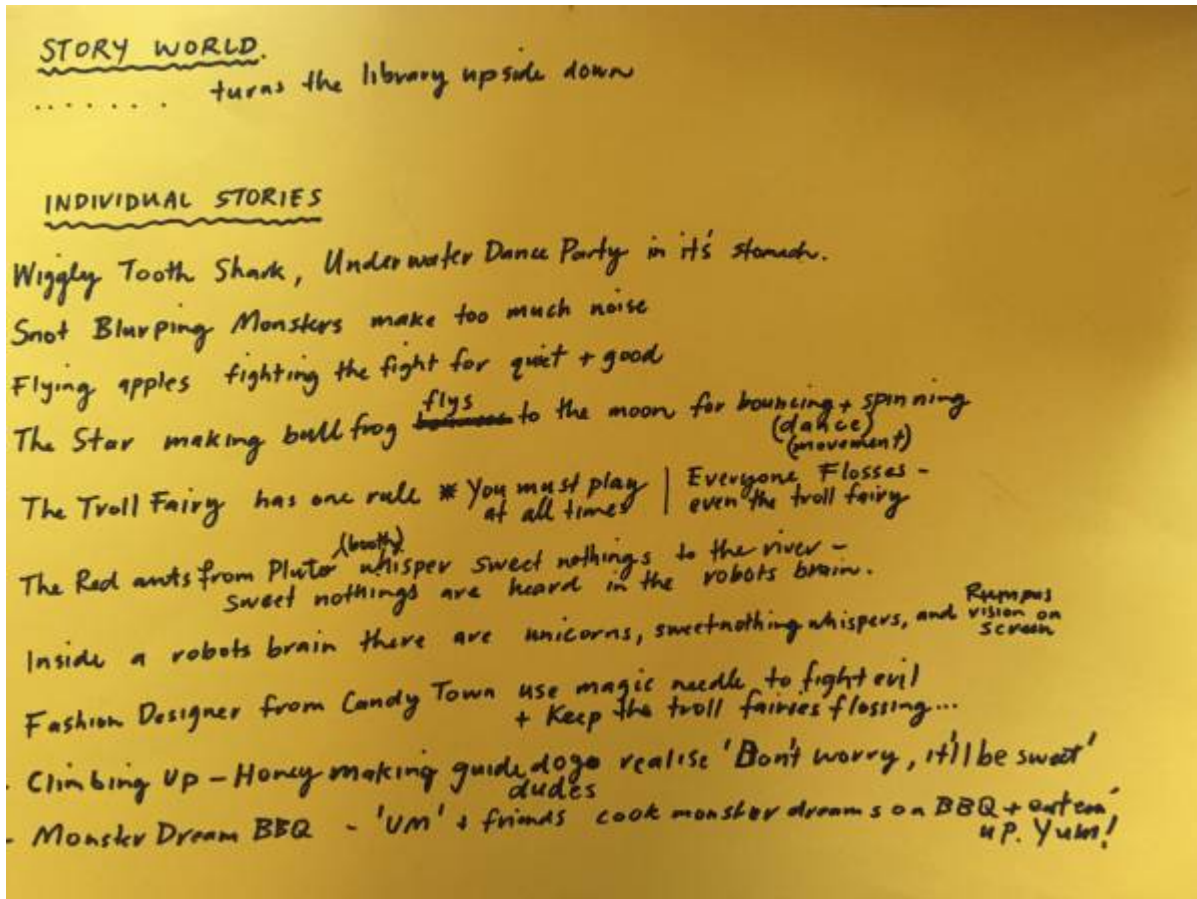 STORY WORLD.
....... turns the library upside down
INDIVIDUAL STORIES
Wiggly Tooth Shark, Underwater Dance Party in it's stomach.
Snot Blurping Monsters make too much noise
Flying apples fighting the fight for quiet + good
flys
The Star making bull frog to the moon for bouncing + spinning
(dance)
(movement)
The Troll Fairy has one rule * You must play | Everyone Flosses -
at all times | even the troll fairy
(booth)
The Red ants from Pluto whisper sweet nothings to the river -
sweet nothings are heard in the robots brain.
Rumpus
Inside a robots brain there are unicorns, sweetnothing whispers, and vision on
screen
Fashion Designer from Candy Town use magic needle to fight evil
+ Keep the troll fairies flossing...
- Climbing Up - Honey making guide dogo realise 'Don't worry, it'll be sweet'
dudes
- Monster Dream BBQ - 'UM' + friends cook monster dreams on BBQ + eat em'
up. Yum!